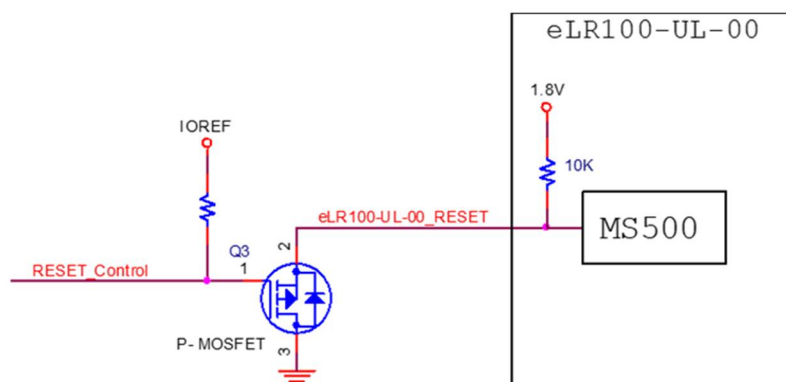 eLR100-UL-00
1.8V
IOREF
10K
eLR100-UL-00_RESET
MS500
Q3
2
RESET_Control
1
P- MOSFET
3